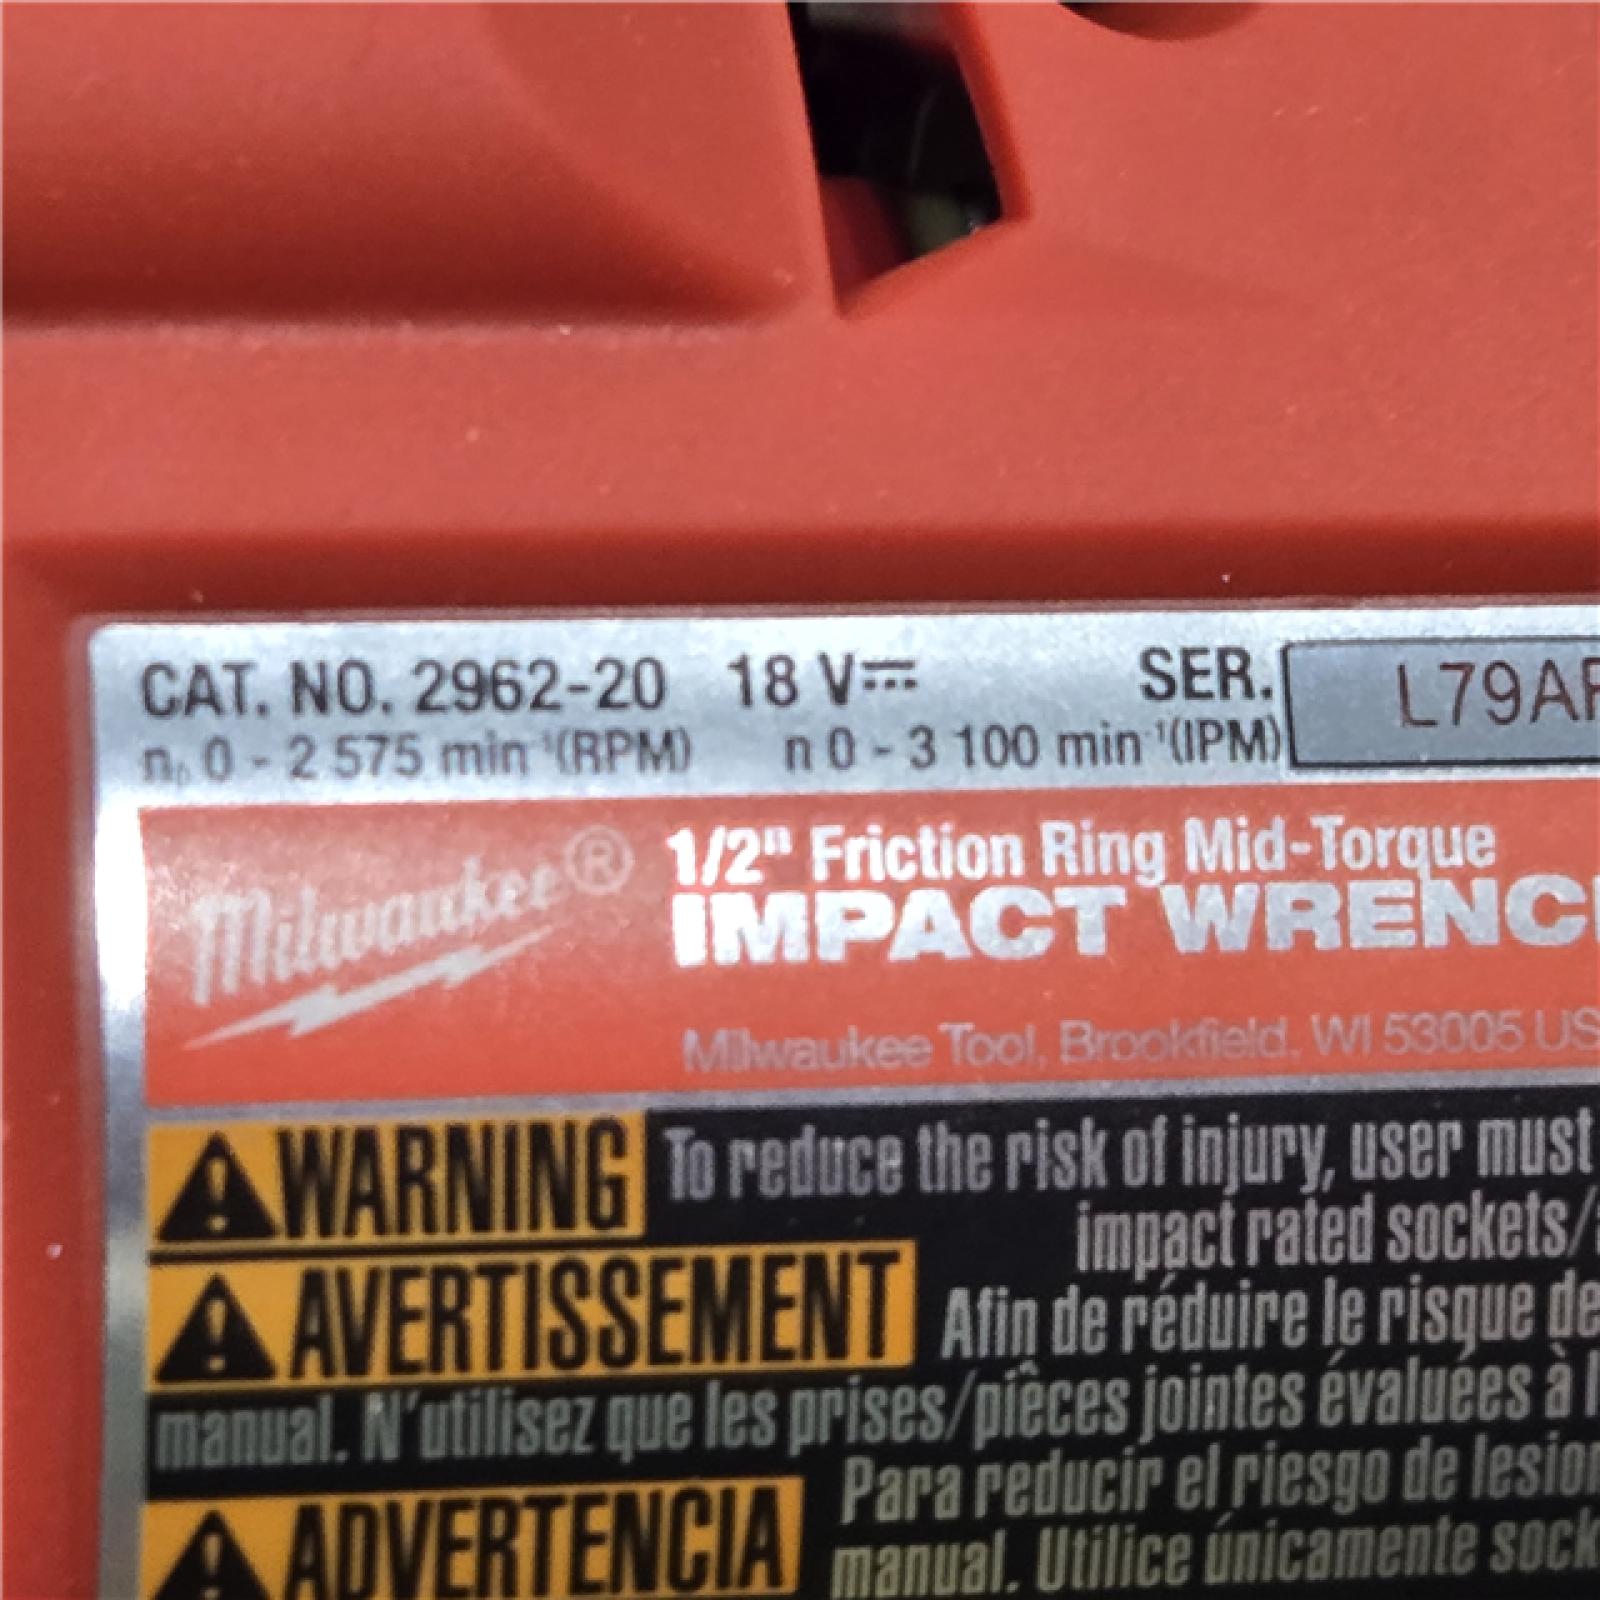 CAT. NO. 2962-20 18 V⎓ SER. L79A
n₀ 0 - 2 575 min⁻¹(RPM) n 0 - 3 100 min⁻¹(IPM)
Milwaukee® 1/2" Friction Ring Mid-Torque
IMPACT WRENC
Milwaukee Tool, Brookfield, WI 53005 US
WARNING To reduce the risk of injury, user must
impact rated sockets/
AVERTISSEMENT Afin de réduire le risque de
manual. N'utilisez que les prises/pièces jointes évaluées à l
ADVERTENCIA Para reducir el riesgo de lesion
manual. Utilice únicamente sock